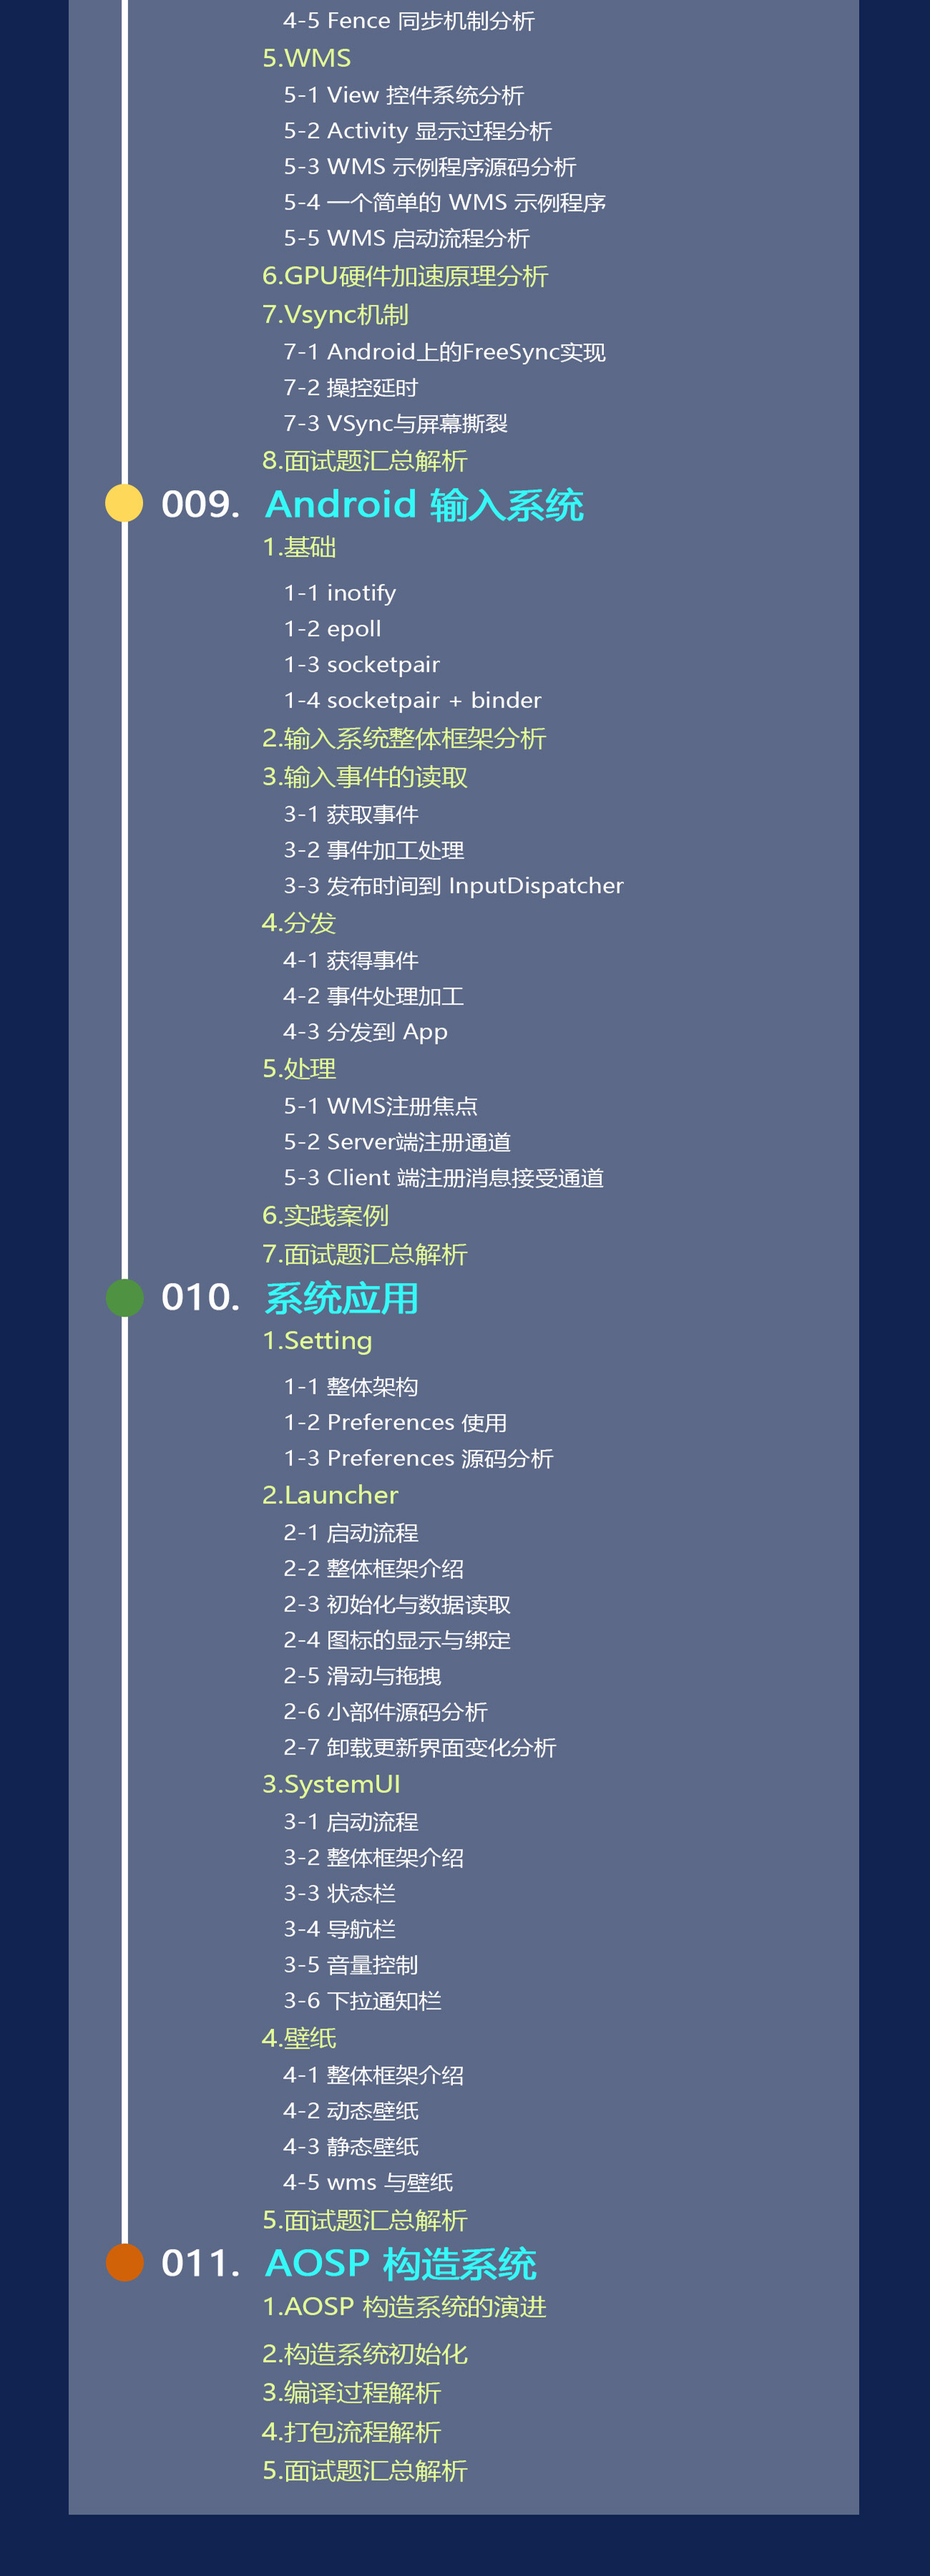 4-5 Fence 同步机制分析
5.WMS
5-1 View 控件系统分析
5-2 Activity 显示过程分析
5-3 WMS 示例程序源码分析
5-4 一个简单的 WMS 示例程序
5-5 WMS 启动流程分析
6.GPU硬件加速原理分析
7.Vsync机制
7-1 Android上的FreeSync实现
7-2 操控延时
7-3 VSync与屏幕撕裂
8.面试题汇总解析
009. Android 输入系统
1.基础
1-1 inotify
1-2 epoll
1-3 socketpair
1-4 socketpair + binder
2.输入系统整体框架分析
3.输入事件的读取
3-1 获取事件
3-2 事件加工处理
3-3 发布时间到 InputDispatcher
4.分发
4-1 获得事件
4-2 事件处理加工
4-3 分发到 App
5.处理
5-1 WMS注册焦点
5-2 Server端注册通道
5-3 Client 端注册消息接受通道
6.实践案例
7.面试题汇总解析
010. 系统应用
1.Setting
1-1 整体架构
1-2 Preferences 使用
1-3 Preferences 源码分析
2.Launcher
2-1 启动流程
2-2 整体框架介绍
2-3 初始化与数据读取
2-4 图标的显示与绑定
2-5 滑动与拖拽
2-6 小部件源码分析
2-7 卸载更新界面变化分析
3.SystemUI
3-1 启动流程
3-2 整体框架介绍
3-3 状态栏
3-4 导航栏
3-5 音量控制
3-6 下拉通知栏
4.壁纸
4-1 整体框架介绍
4-2 动态壁纸
4-3 静态壁纸
4-5 wms 与壁纸
5.面试题汇总解析
011. AOSP 构造系统
1.AOSP 构造系统的演进
2.构造系统初始化
3.编译过程解析
4.打包流程解析
5.面试题汇总解析